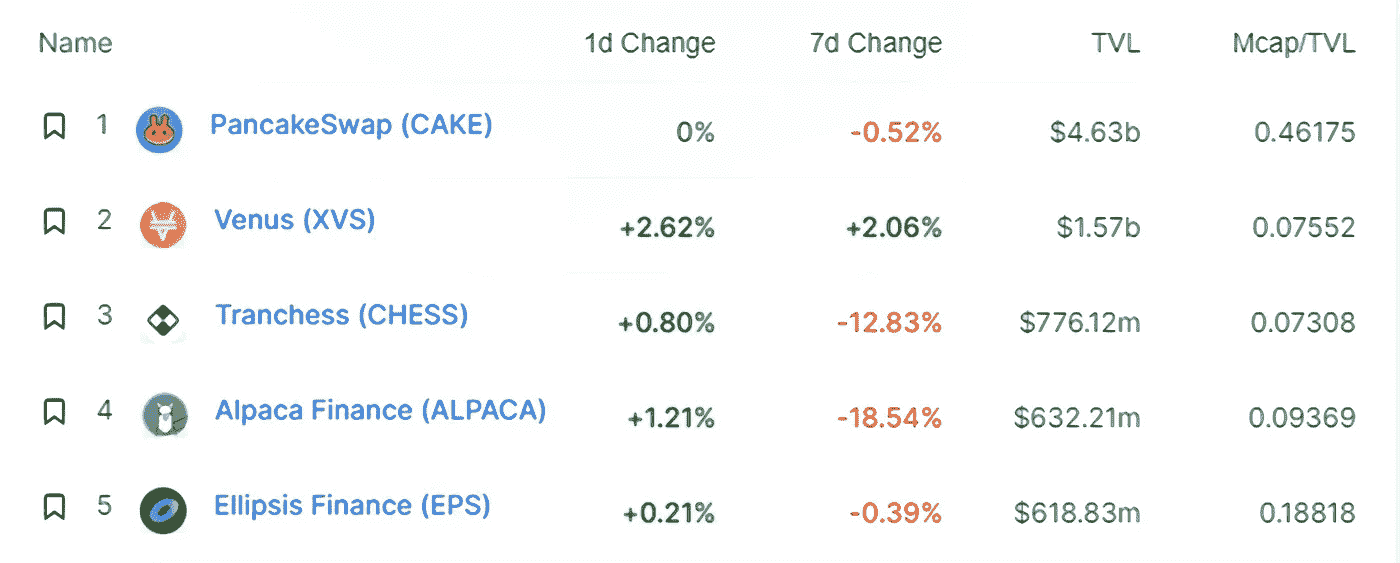 Name 1d Change 7d Change TVL Mcap/TVL
1 PancakeSwap (CAKE) 0% -0.52% $4.63b 0.46175
2 Venus (XVS) +2.62% +2.06% $1.57b 0.07552
3 Tranchess (CHESS) +0.80% -12.83% $776.12m 0.07308
4 Alpaca Finance (ALPACA) +1.21% -18.54% $632.21m 0.09369
5 Ellipsis Finance (EPS) +0.21% -0.39% $618.83m 0.18818